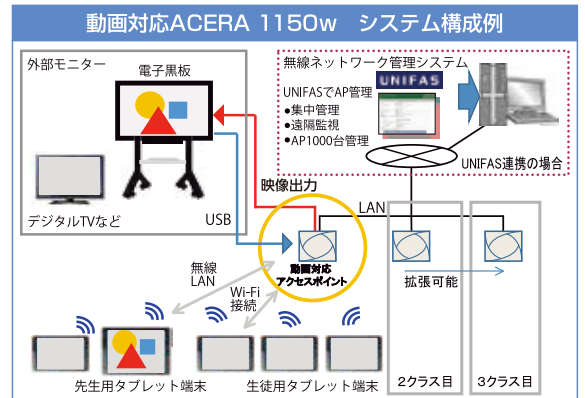 動画対応ACERA 1150w システム構成例
外部モニター
電子黒板
デジタルTVなど
USB
映像出力
無線ネットワーク管理システム
UNIFAS
UNIFASでAP管理
●集中管理
●遠隔監視
●AP1000台管理
UNIFAS連携の場合
LAN
動画対応
アクセスポイント
拡張可能
無線
LAN
Wi-Fi
接続
先生用タブレット端末
生徒用タブレット端末
2クラス目
3クラス目